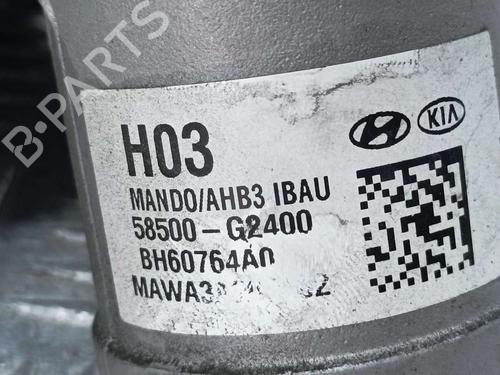 B-PARTS
H03
KIA
MANDO/AHB3 IBAU
58500-G2400
BH60764A0